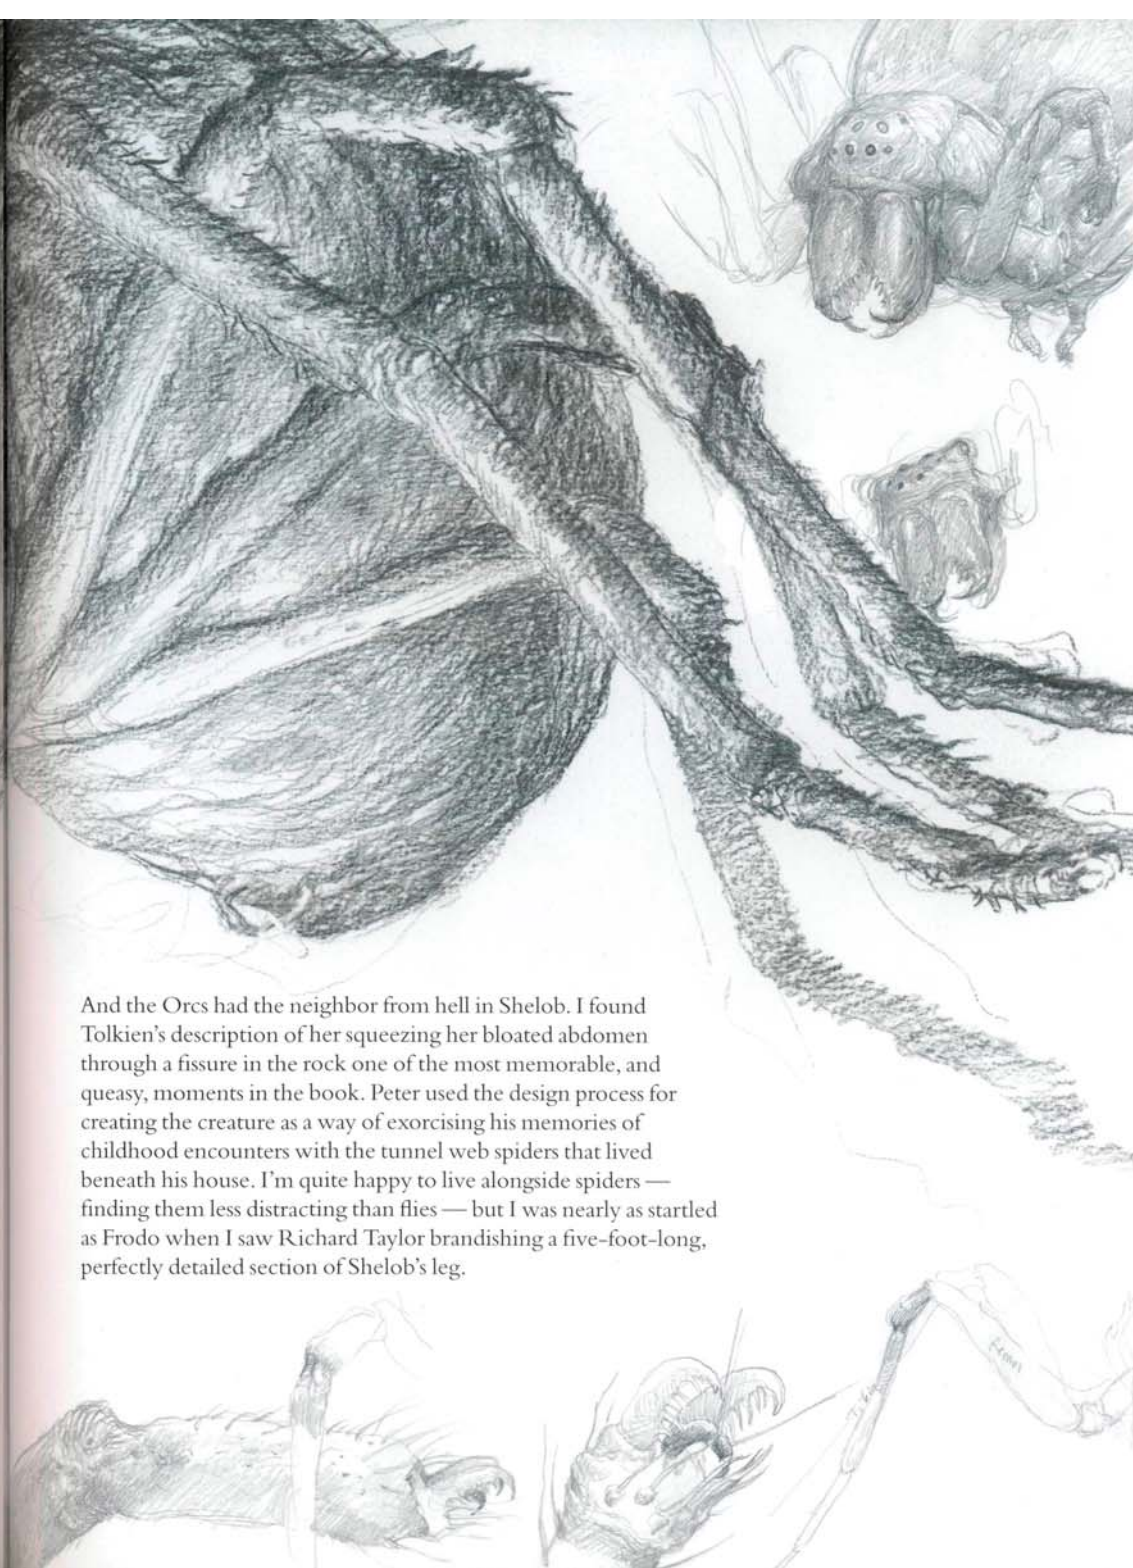 And the Orcs had the neighbor from hell in Shelob. I found
Tolkien's description of her squeezing her bloated abdomen
through a fissure in the rock one of the most memorable, and
queasy, moments in the book. Peter used the design process for
creating the creature as a way of exorcising his memories of
childhood encounters with the tunnel web spiders that lived
beneath his house. I'm quite happy to live alongside spiders —
finding them less distracting than flies — but I was nearly as startled
as Frodo when I saw Richard Taylor brandishing a five-foot-long,
perfectly detailed section of Shelob's leg.